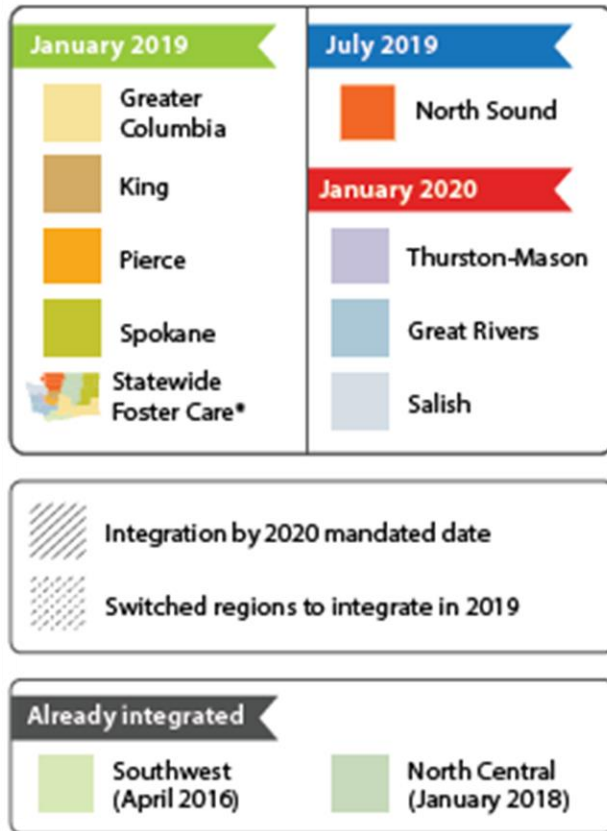 January 2019
Greater
Columbia
King
Pierce
Spokane
Statewide
Foster Care*
July 2019
North Sound
January 2020
Thurston-Mason
Great Rivers
Salish
Integration by 2020 mandated date
Switched regions to integrate in 2019
Already integrated
Southwest
(April 2016)
North Central
(January 2018)